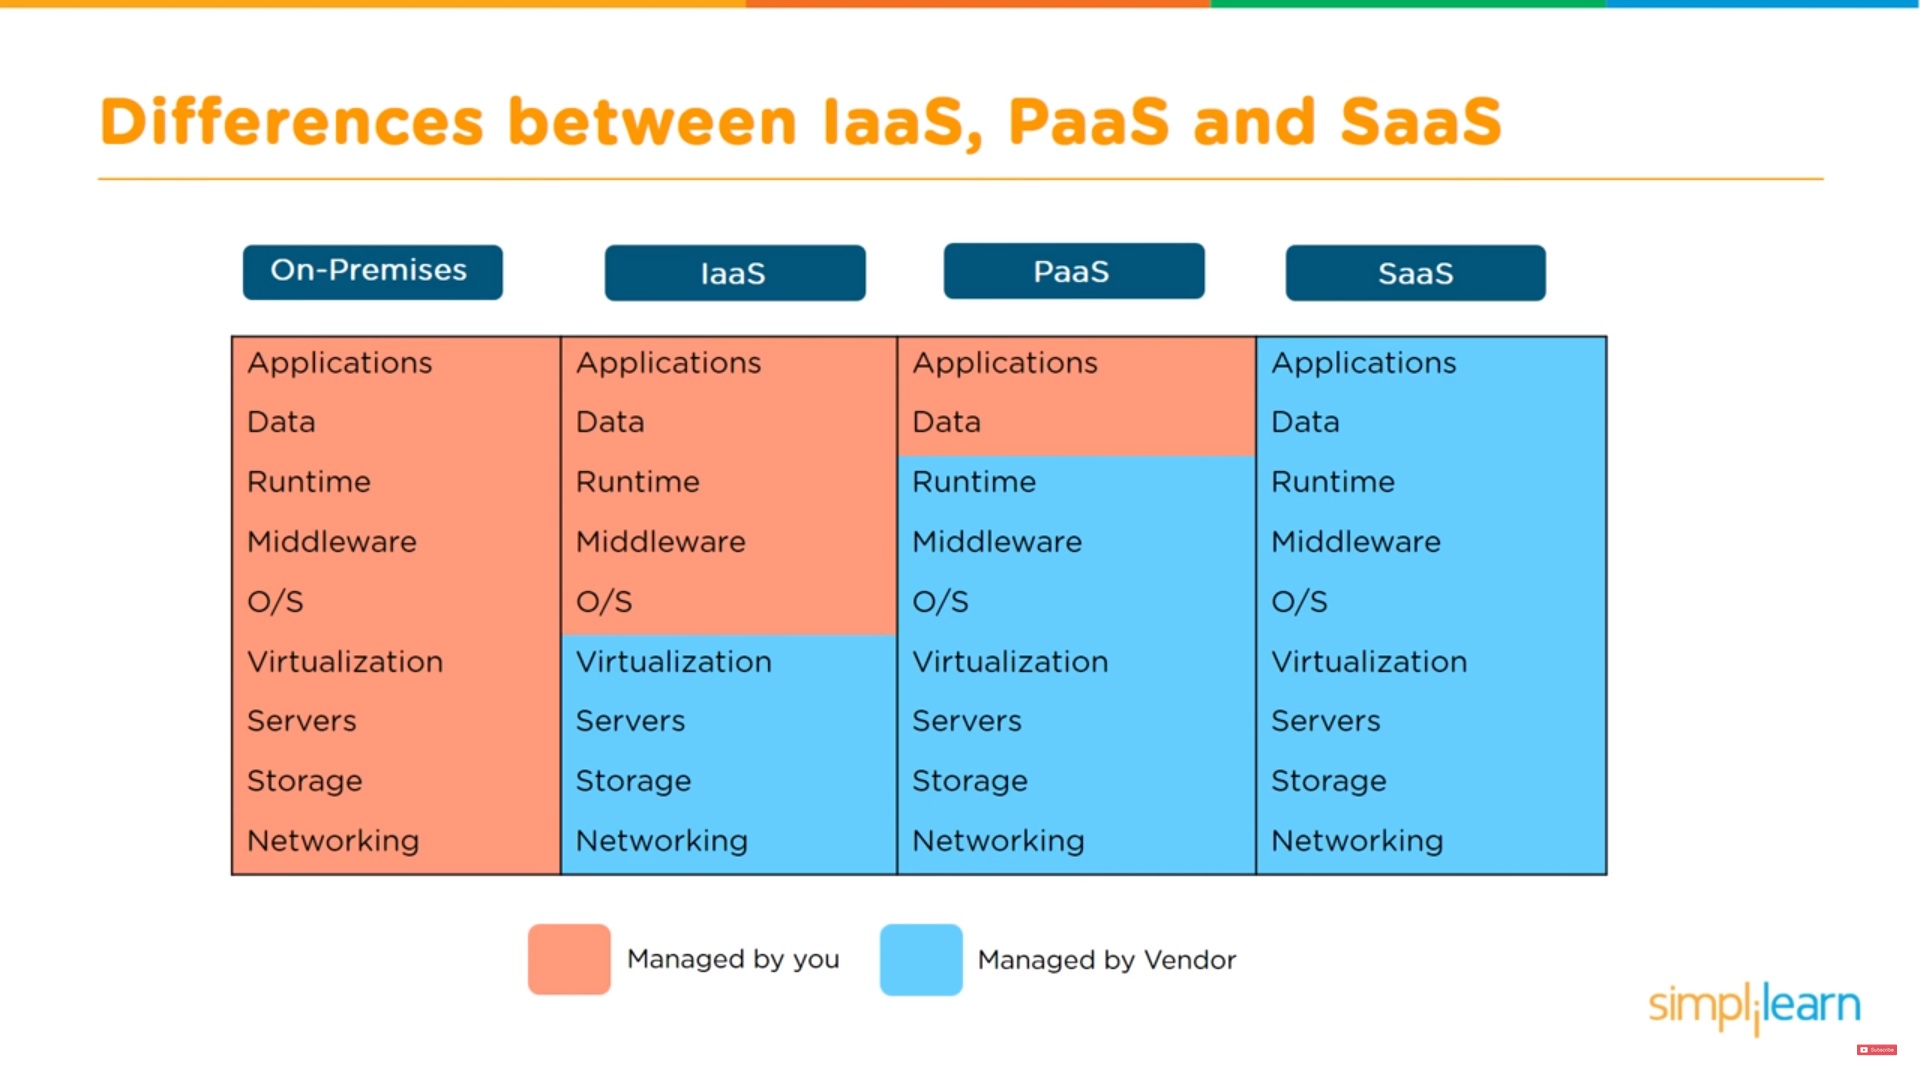 Differences between IaaS, PaaS and SaaS
On-Premises IaaS PaaS SaaS
Applications Applications Applications Applications
Data Data Data Data
Runtime Runtime Runtime Runtime
Middleware Middleware Middleware Middleware
O/S O/S O/S O/S
Virtualization Virtualization Virtualization Virtualization
Servers Servers Servers Servers
Storage Storage Storage Storage
Networking Networking Networking Networking
Managed by you Managed by Vendor
simplilearn
Subscribe